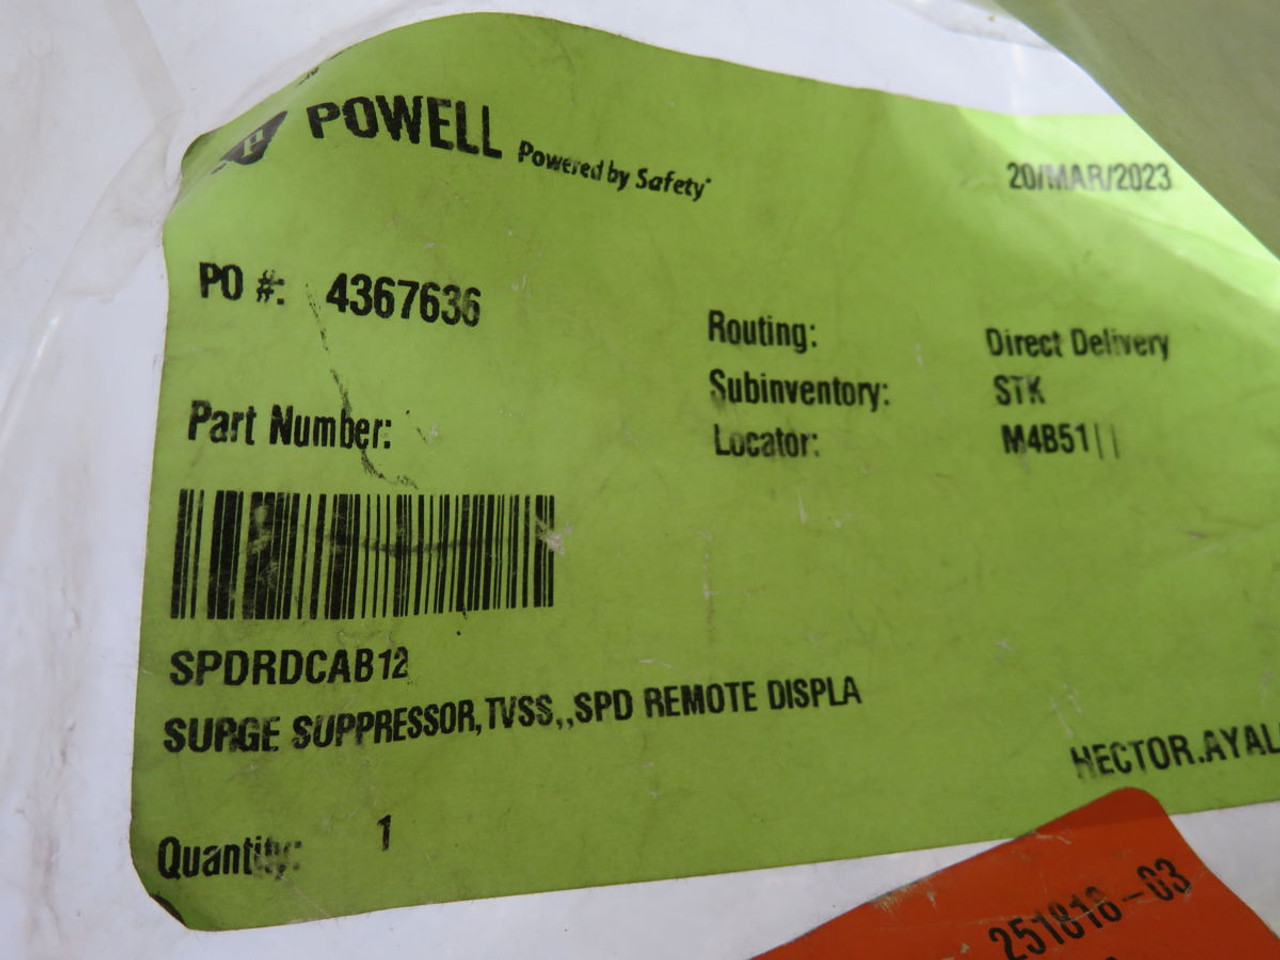 POWELL Powered by Safety
20/MAR/2023
PO #: 4367636
Routing: Direct Delivery
Subinventory: STK
Locator: M4B51||
Part Number:
SPDRDCAB12
SURGE SUPPRESSOR,TVSS,,SPD REMOTE DISPLA
HECTOR.AYAL
Quantity: 1
251818-03